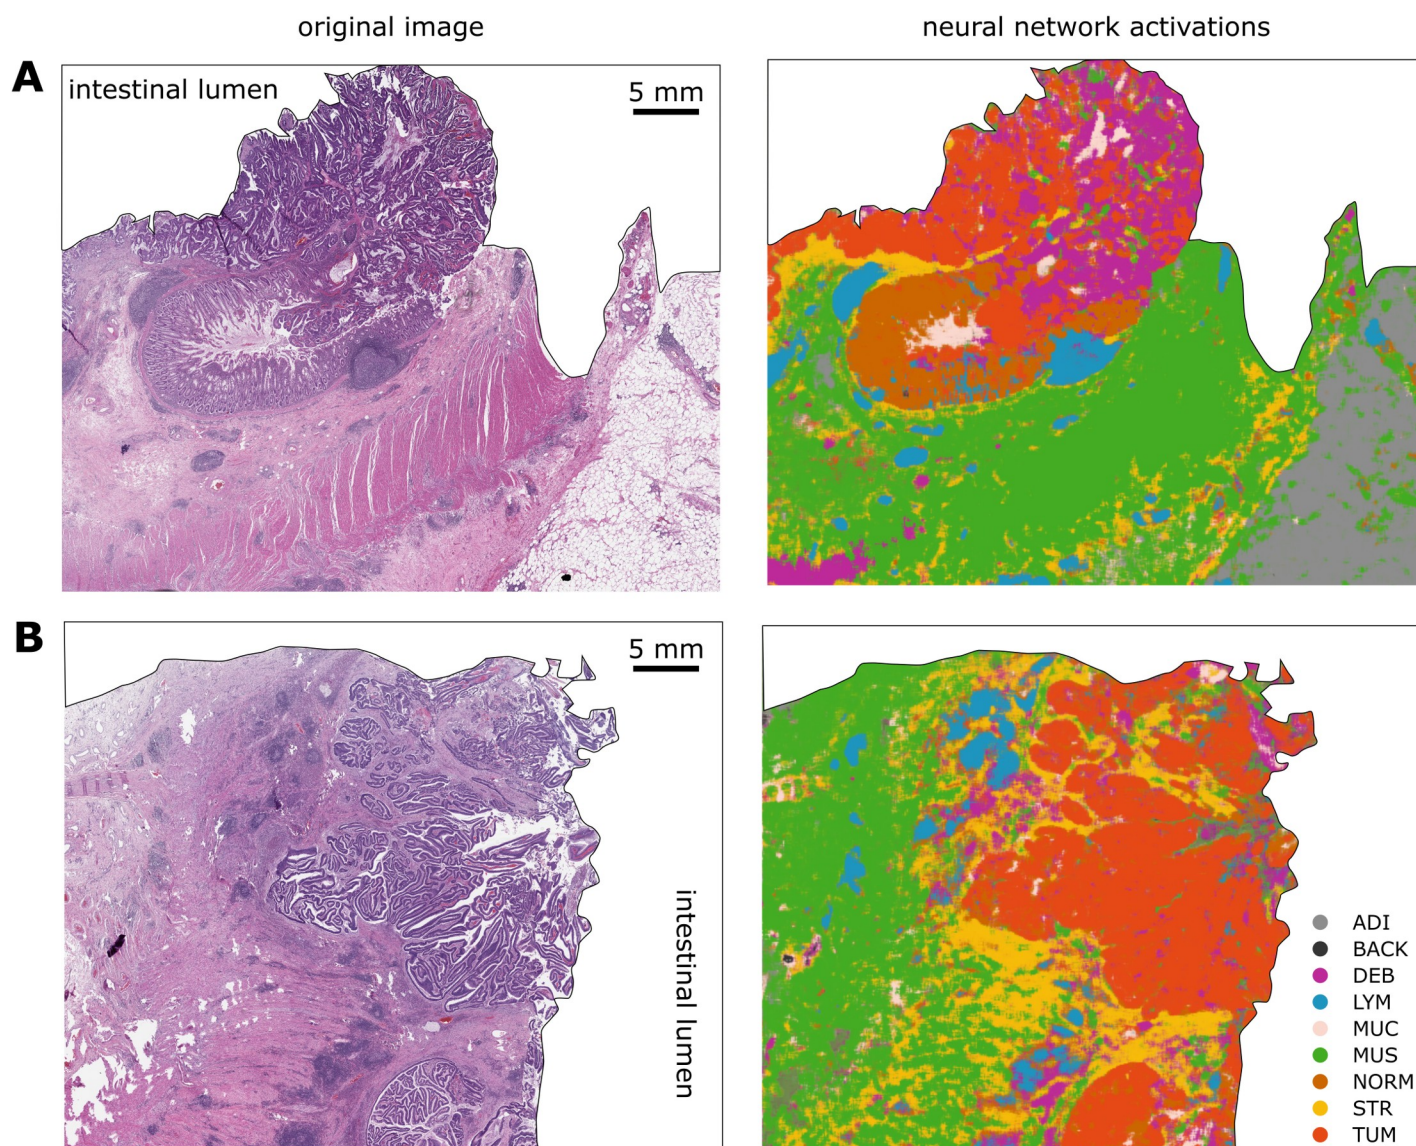 original image
neural network activations
A
intestinal lumen
5 mm
B
5 mm
intestinal lumen
ADI
BACK
DEB
LYM
MUC
MUS
NORM
STR
TUM